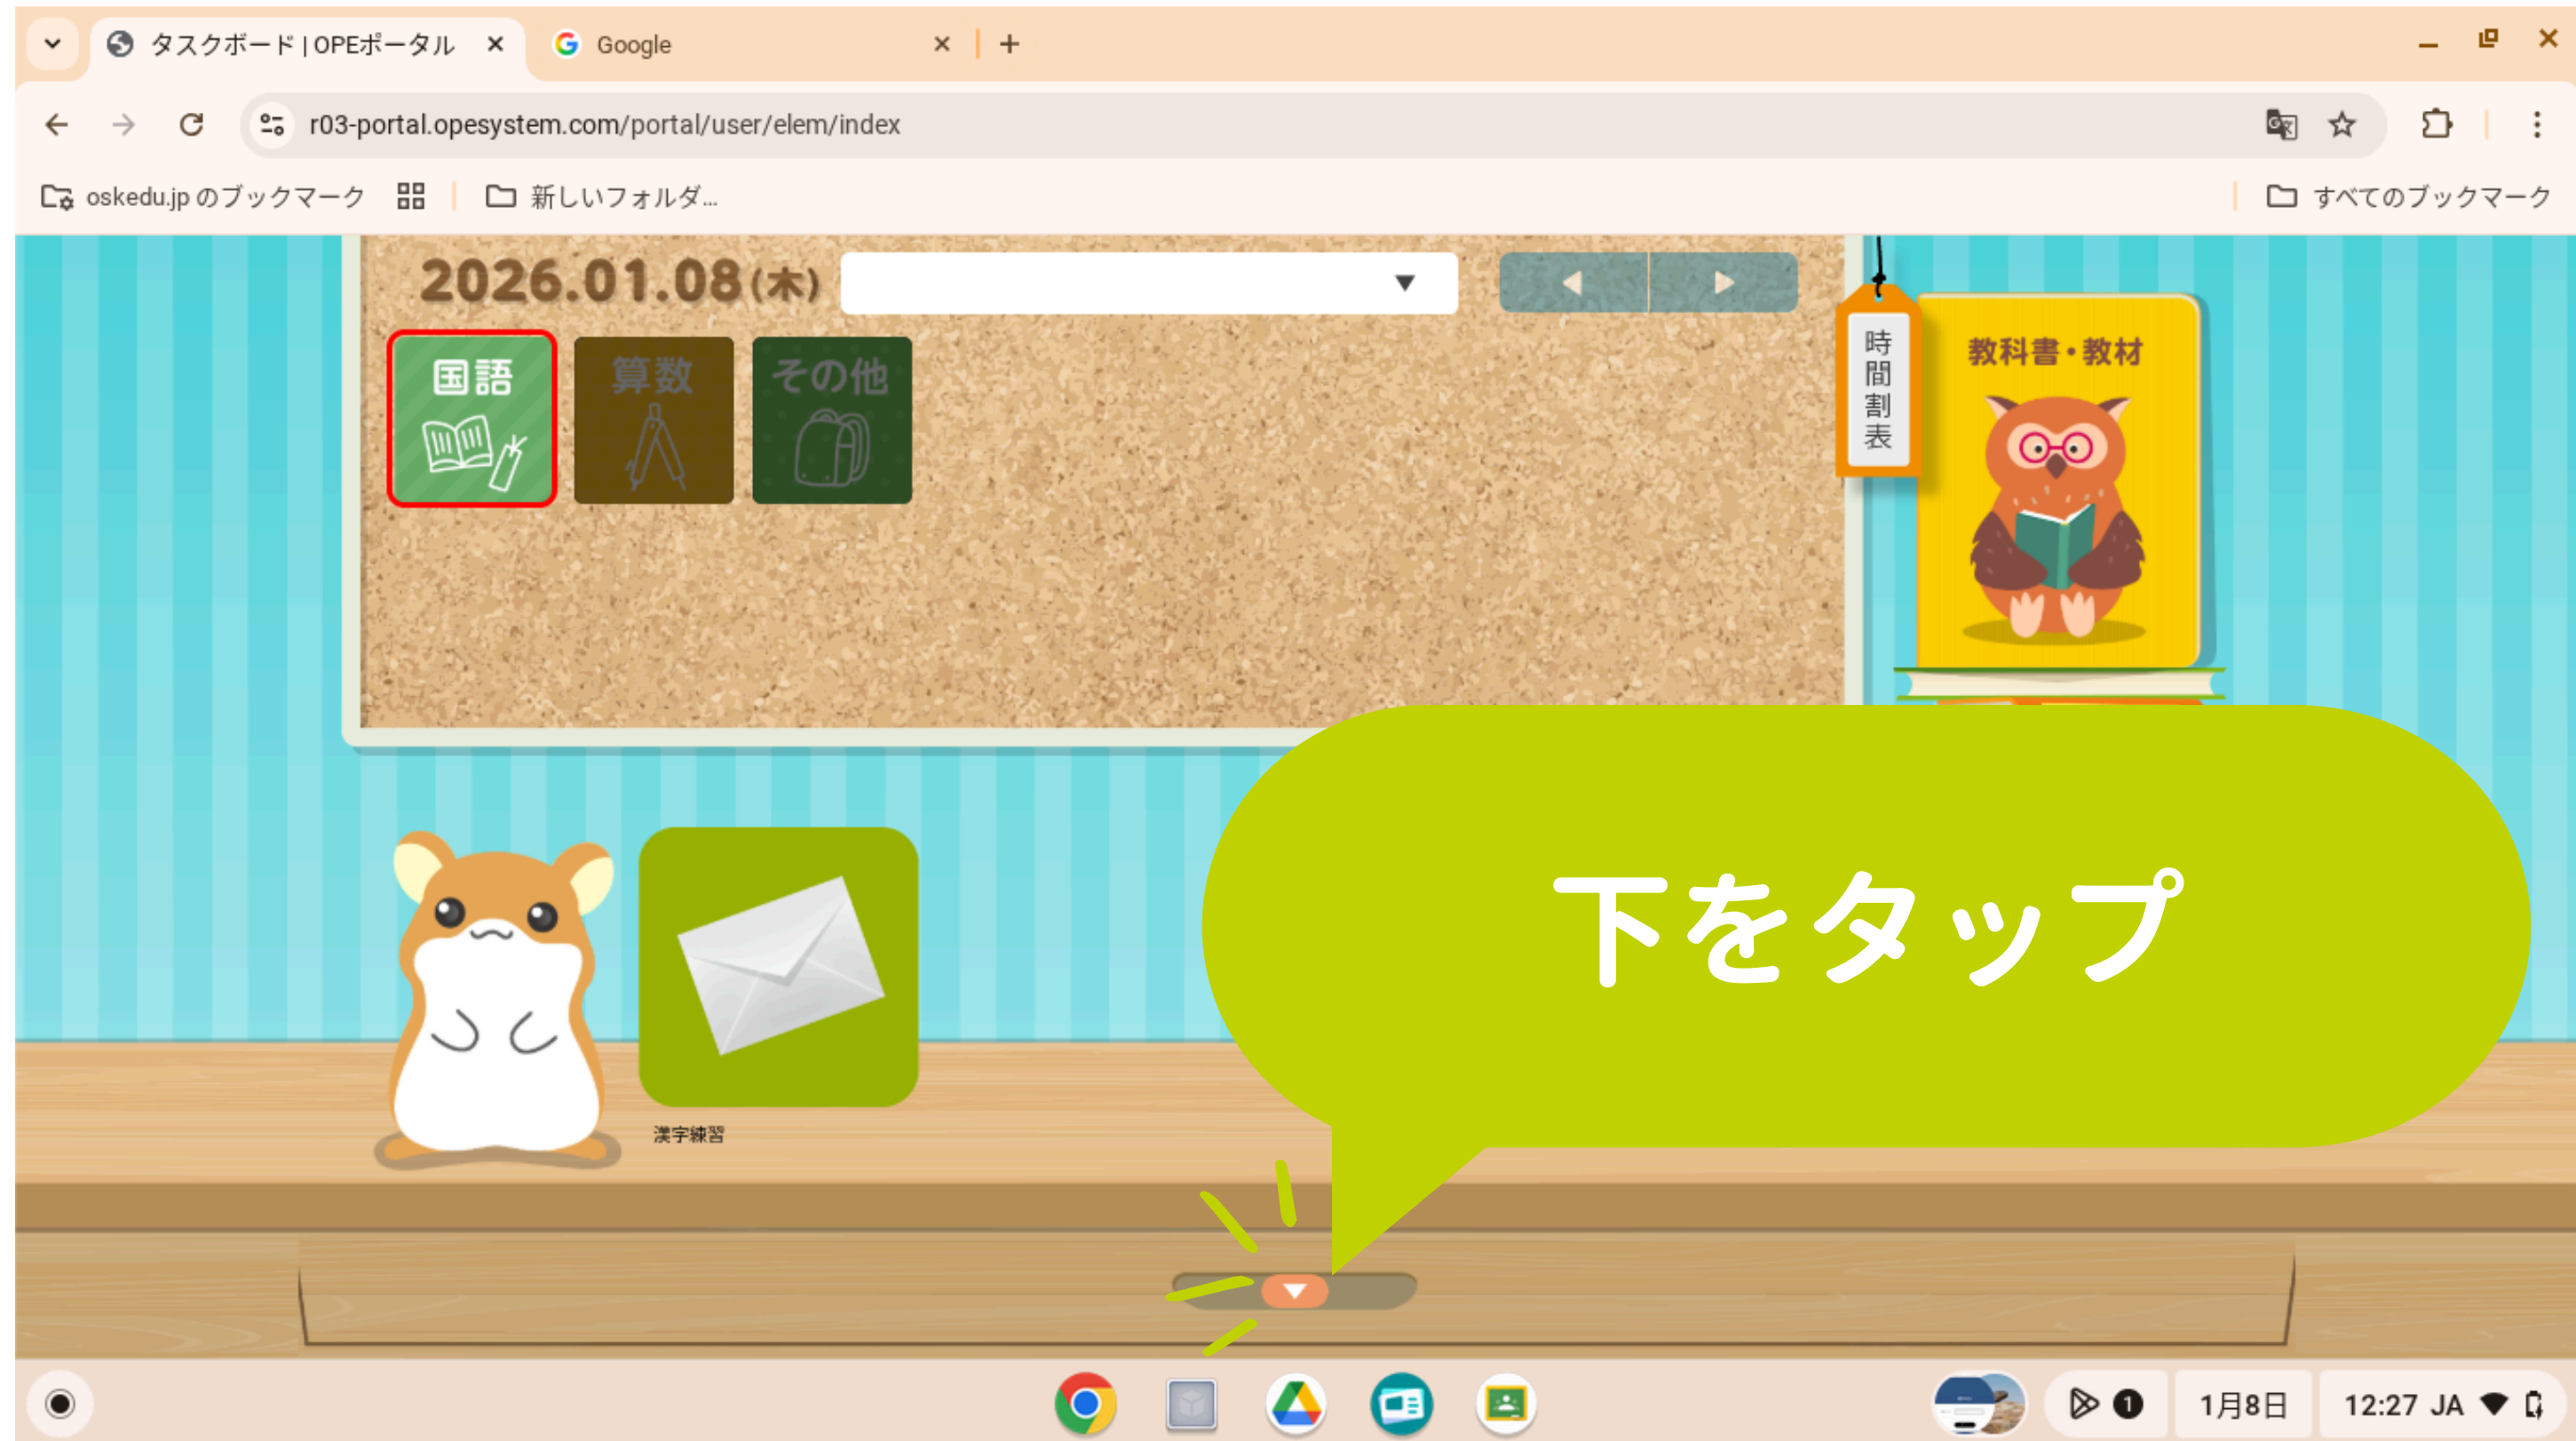 タスクボード | OPEポータル
Google
r03-portal.opesystem.com/portal/user/elem/index
oskedu.jp のブックマーク
新しいフォルダ...
すべてのブックマーク
2026.01.08(木)
国語
算数
その他
時間割表
教科書・教材
下をタップ
漢字練習
1
1月8日
12:27 JA